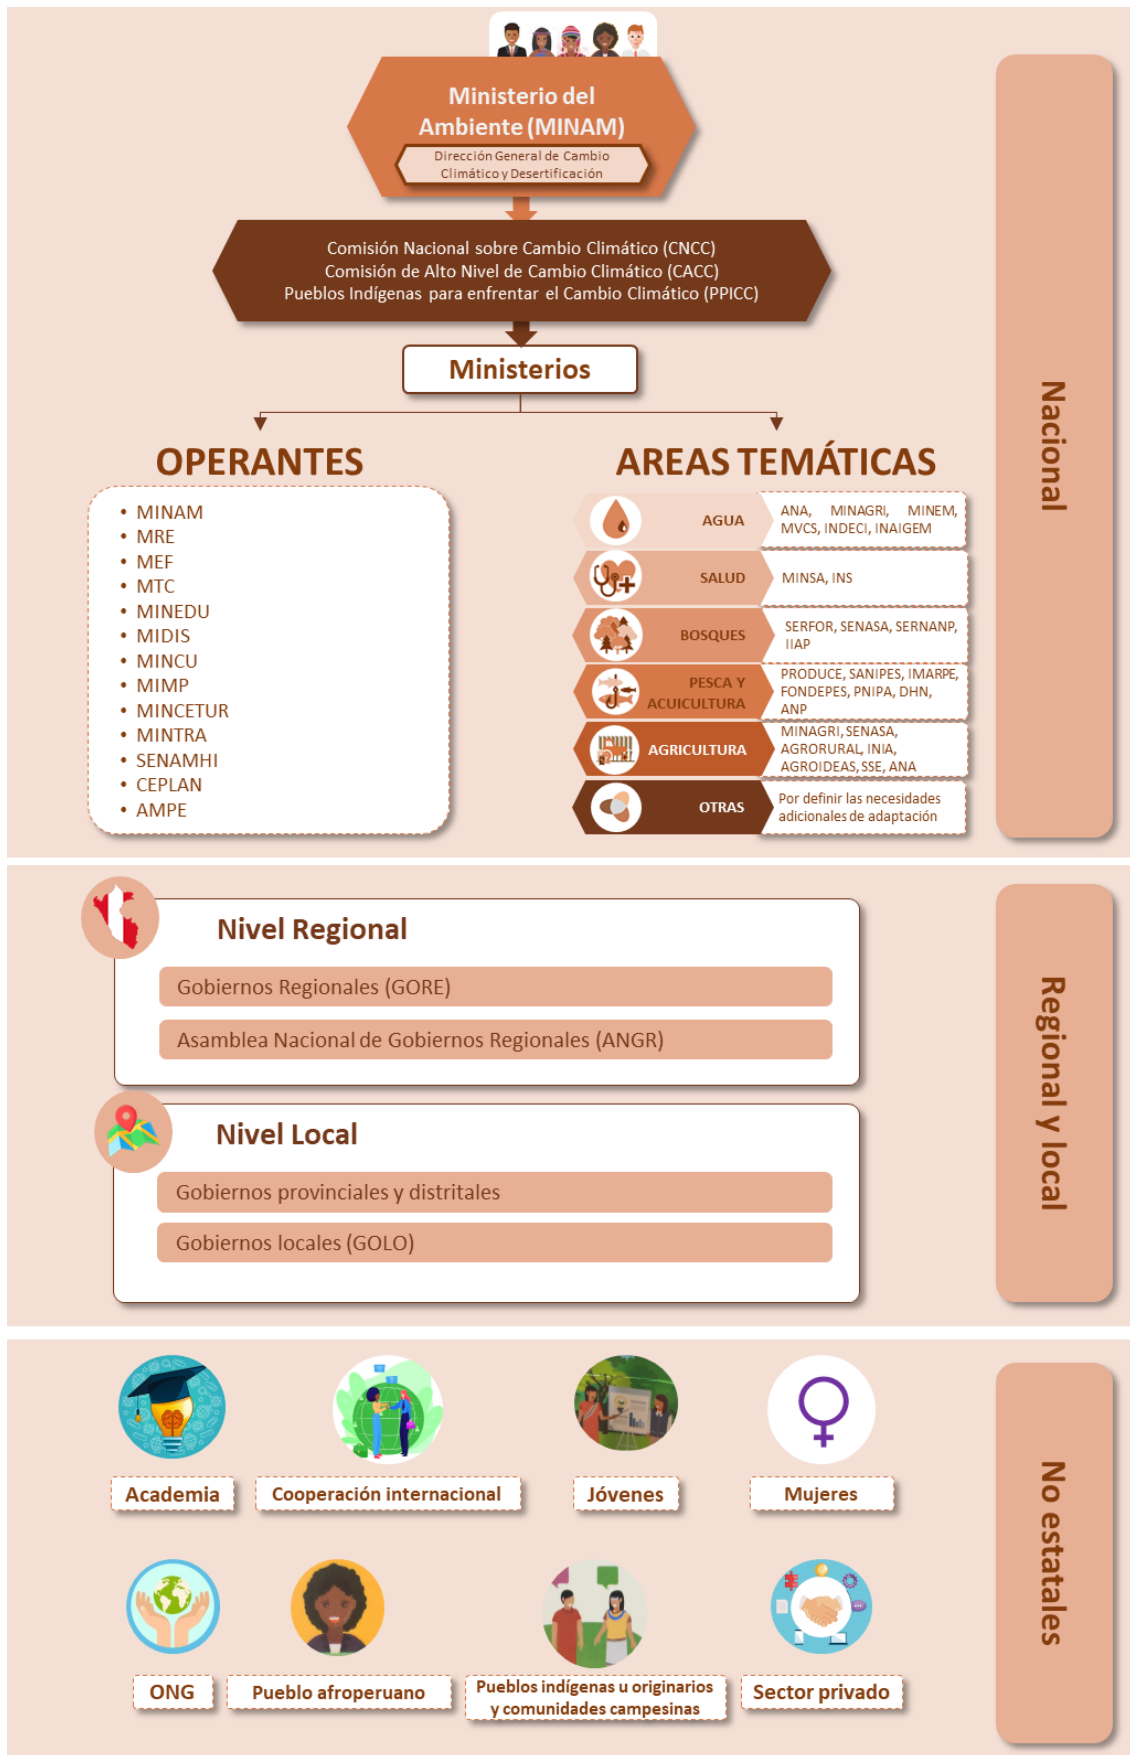 Ministerio del
Ambiente (MINAM)
Dirección General de Cambio
Climático y Desertificación
Comisión Nacional sobre Cambio Climático (CNCC)
Comisión de Alto Nivel de Cambio Climático (CACC)
Pueblos Indígenas para enfrentar el Cambio Climático (PPICC)
Ministerios
OPERANTES
• MINAM
• MRE
• MEF
• MTC
• MINEDU
• MIDIS
• MINCU
• MIMP
• MINCETUR
• MINTRA
• SENAMHI
• CEPLAN
• AMPE
AREAS TEMÁTICAS
AGUA
ANA, MINAGRI, MINEM,
MVCS, INDECI, INAIGEM
SALUD
MINSA, INS
BOSQUES
SERFOR, SENASA, SERNANP,
IIAP
PESCA Y
ACUICULTURA
PRODUCE, SANIPES, IMARPE,
FONDEPES, PNIPA, DHN,
ANP
AGRICULTURA
MINAGRI, SENASA,
AGRORURAL, INIA,
AGROIDEAS, SSE, ANA
OTRAS
Por definir las necesidades
adicionales de adaptación
Nacional
Nivel Regional
Gobiernos Regionales (GORE)
Asamblea Nacional de Gobiernos Regionales (ANGR)
Nivel Local
Gobiernos provinciales y distritales
Gobiernos locales (GOLO)
Regional y local
Academia
Cooperación internacional
Jóvenes
Mujeres
ONG
Pueblo afroperuano
Pueblos indígenas u originarios
y comunidades campesinas
Sector privado
No estatales